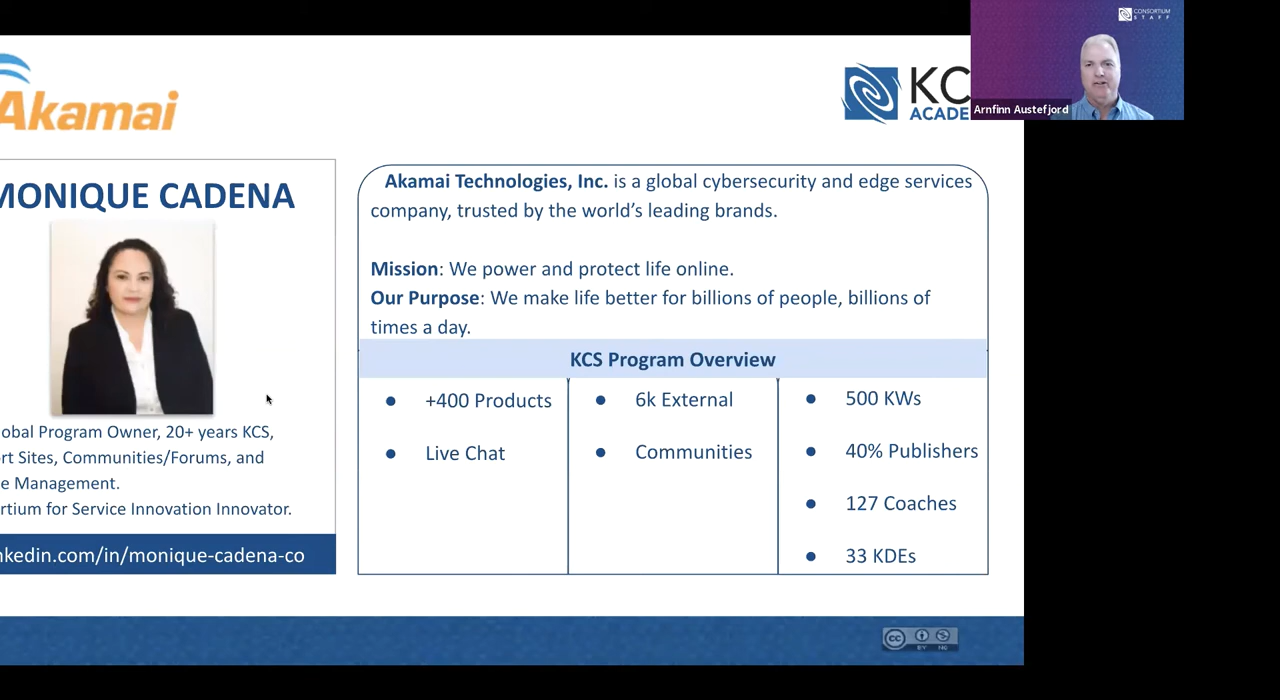 CONSORTIUM
STAFF
Arnfinn Austefjord
Akamai
KC
ACADE
MONIQUE CADENA
obal Program Owner, 20+ years KCS,
rt Sites, Communities/Forums, and
e Management.
rtium for Service Innovation Innovator.
nkedin.com/in/monique-cadena-co
Akamai Technologies, Inc. is a global cybersecurity and edge services
company, trusted by the world's leading brands.
Mission: We power and protect life online.
Our Purpose: We make life better for billions of people, billions of
times a day.
KCS Program Overview
● +400 Products
● Live Chat
● 6k External
● Communities
● 500 KWs
● 40% Publishers
● 127 Coaches
● 33 KDEs
cc
BY NC